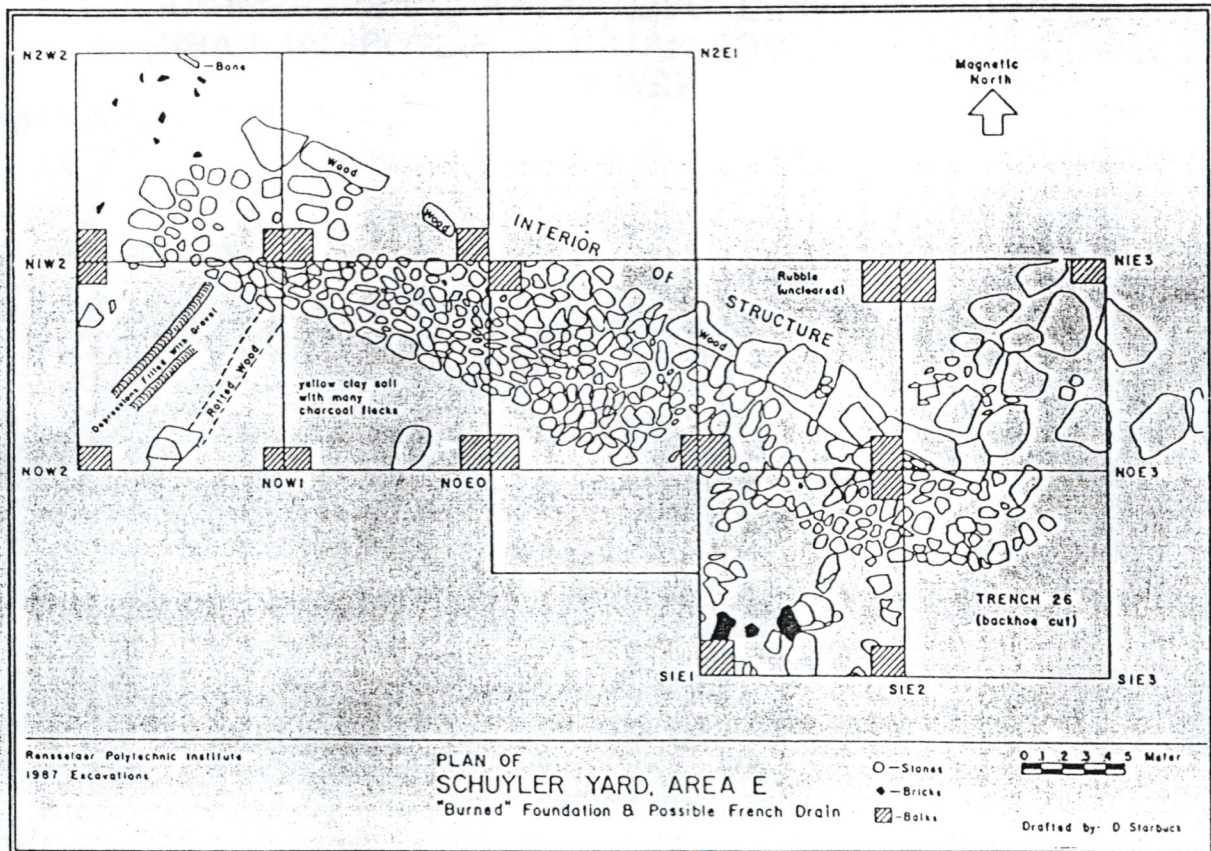 N2W2
Bone
N2E1
Magnetic
North
Wood
Wood
INTERIOR
OF
STRUCTURE
N1W2
Rubble
(uncleared)
N1E3
Depression Filled With Gravel
Rotted Wood
yellow clay soil
with many
charcoal flecks
Wood
N0W2
N0W1
N0E0
N0E3
TRENCH 26
(backhoe cut)
S1E1
S1E2
S1E3
Rensselaer Polytechnic Institute
1987 Excavations
PLAN OF
SCHUYLER YARD, AREA E
"Burned" Foundation & Possible French Drain
-Stones
-Bricks
-Balks
0 .1 .2 .3 .4 .5 Meter
Drafted by: D Starbuck